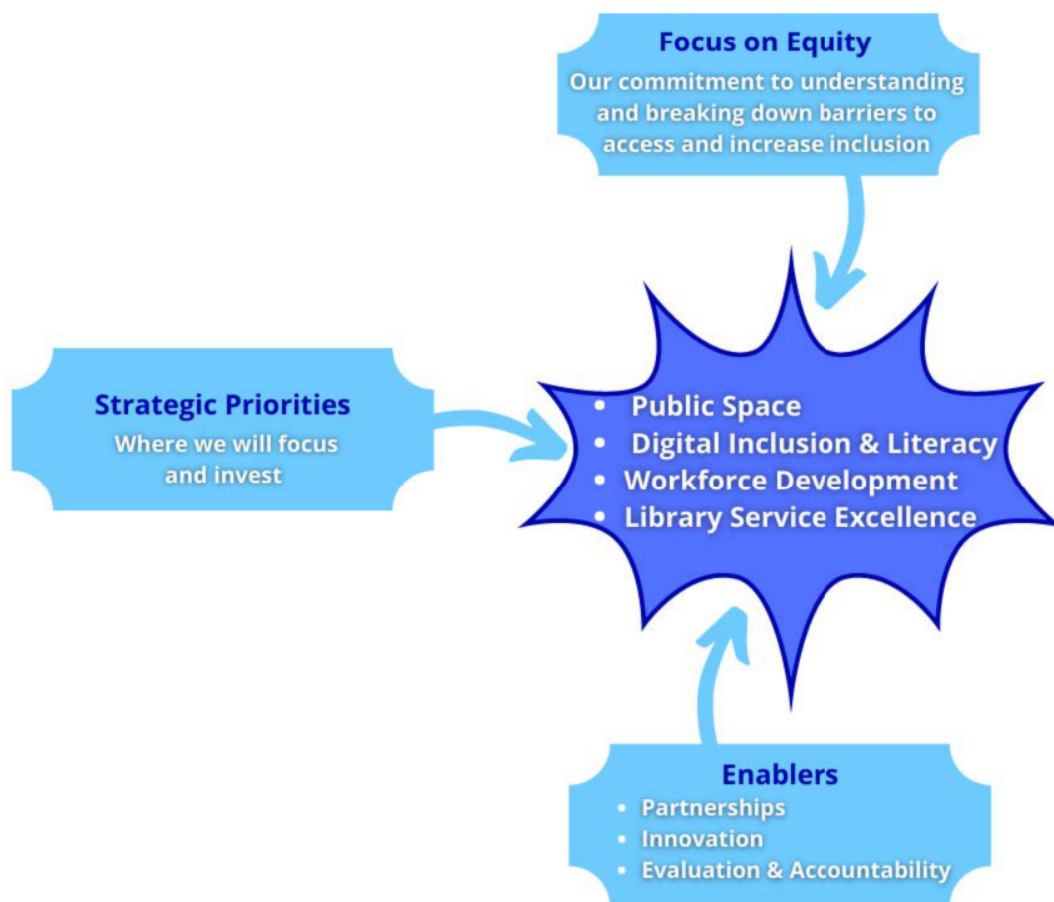 Focus on Equity
Our commitment to understanding
and breaking down barriers to
access and increase inclusion
Strategic Priorities
Where we will focus
and invest
• Public Space
• Digital Inclusion & Literacy
• Workforce Development
• Library Service Excellence
Enablers
• Partnerships
• Innovation
• Evaluation & Accountability